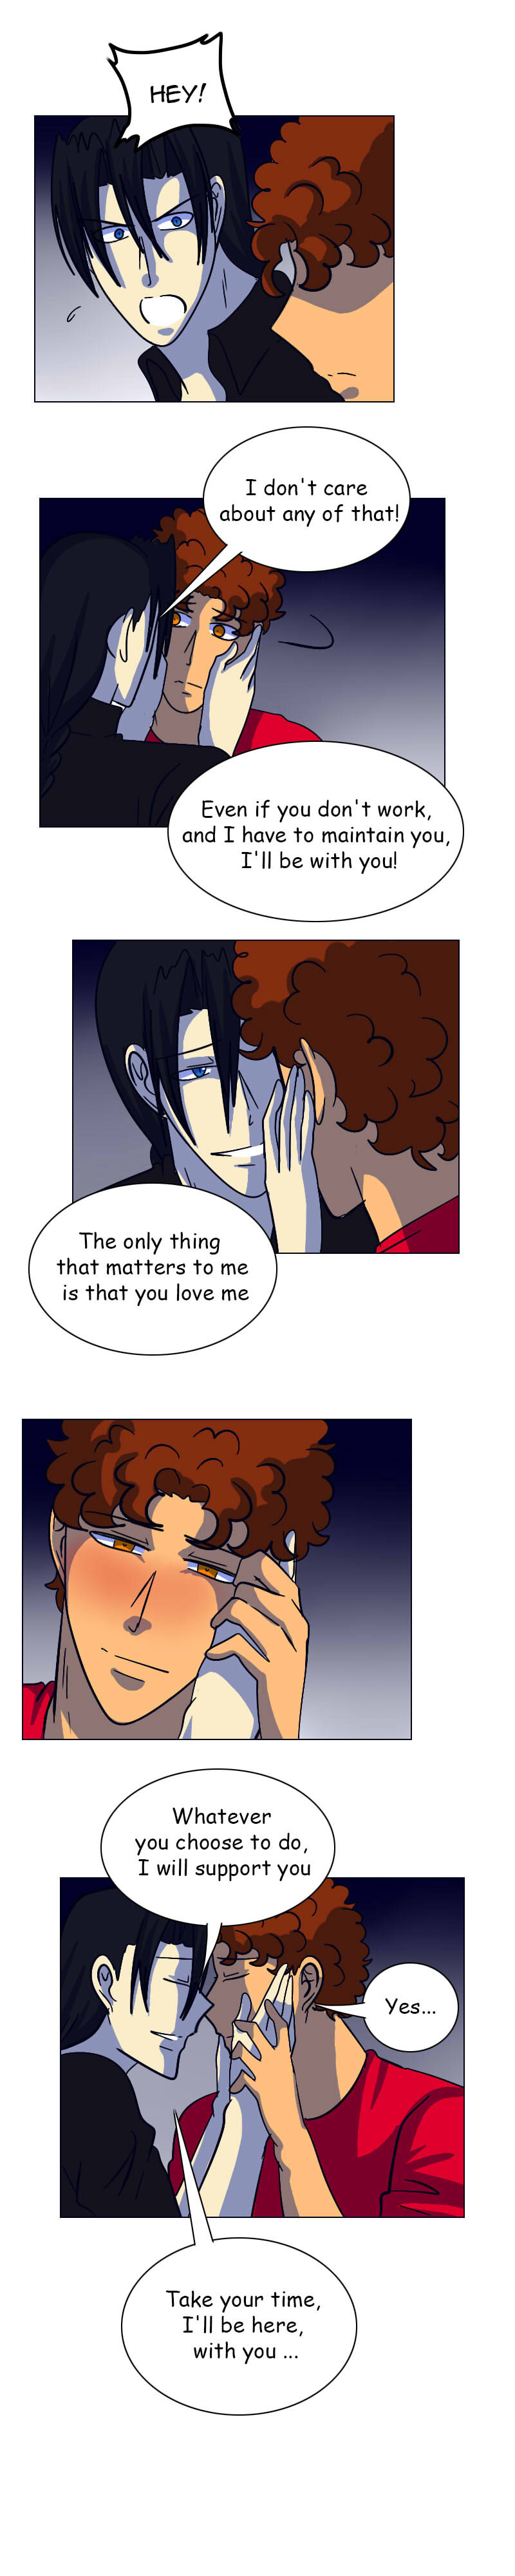 HEY!
I don't care
about any of that!
Even if you don't work,
and I have to maintain you,
I'll be with you!
The only thing
that matters to me
is that you love me
Whatever
you choose to do,
I will support you
Yes...
Take your time,
I'll be here,
with you ...